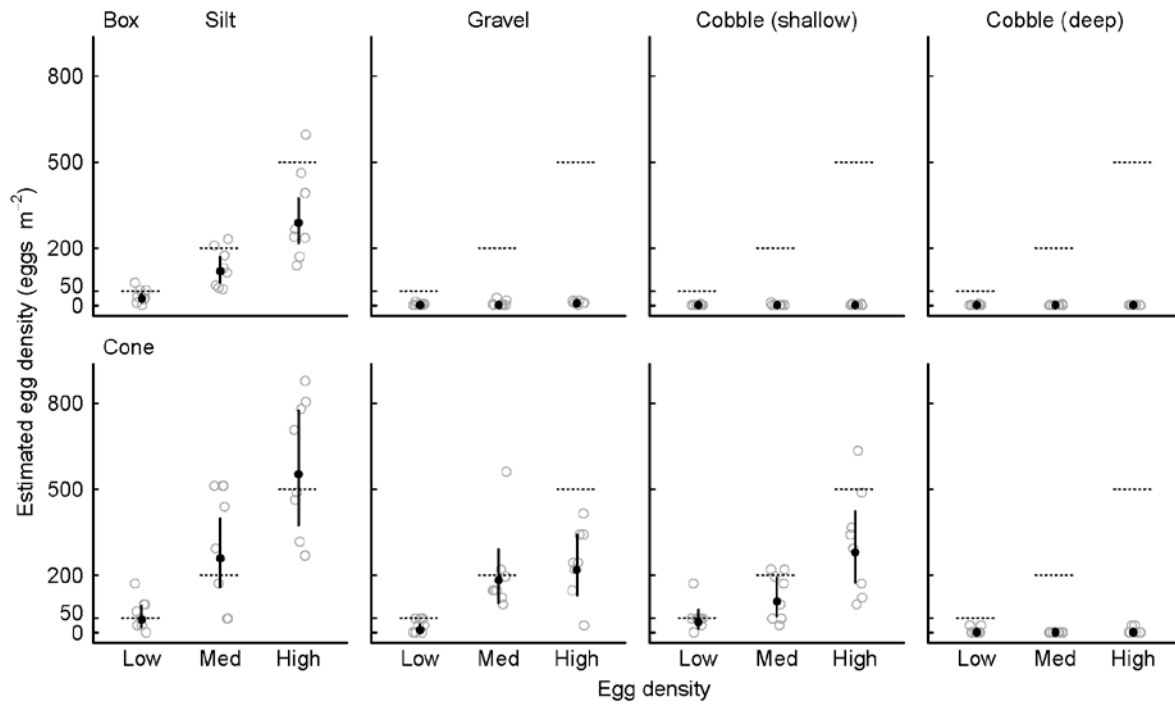 Box Silt Gravel Cobble (shallow) Cobble (deep)
800
500
200
50
0
Estimated egg density (eggs m⁻²)
Cone
800
500
200
50
0
Low Med High Low Med High Low Med High Low Med High
Egg density